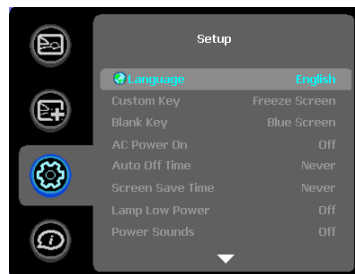 Setup
Language English
Custom Key Freeze Screen
Blank Key Blue Screen
AC Power On Off
Auto Off Time Never
Screen Save Time Never
Lamp Low Power Off
Power Sounds Off